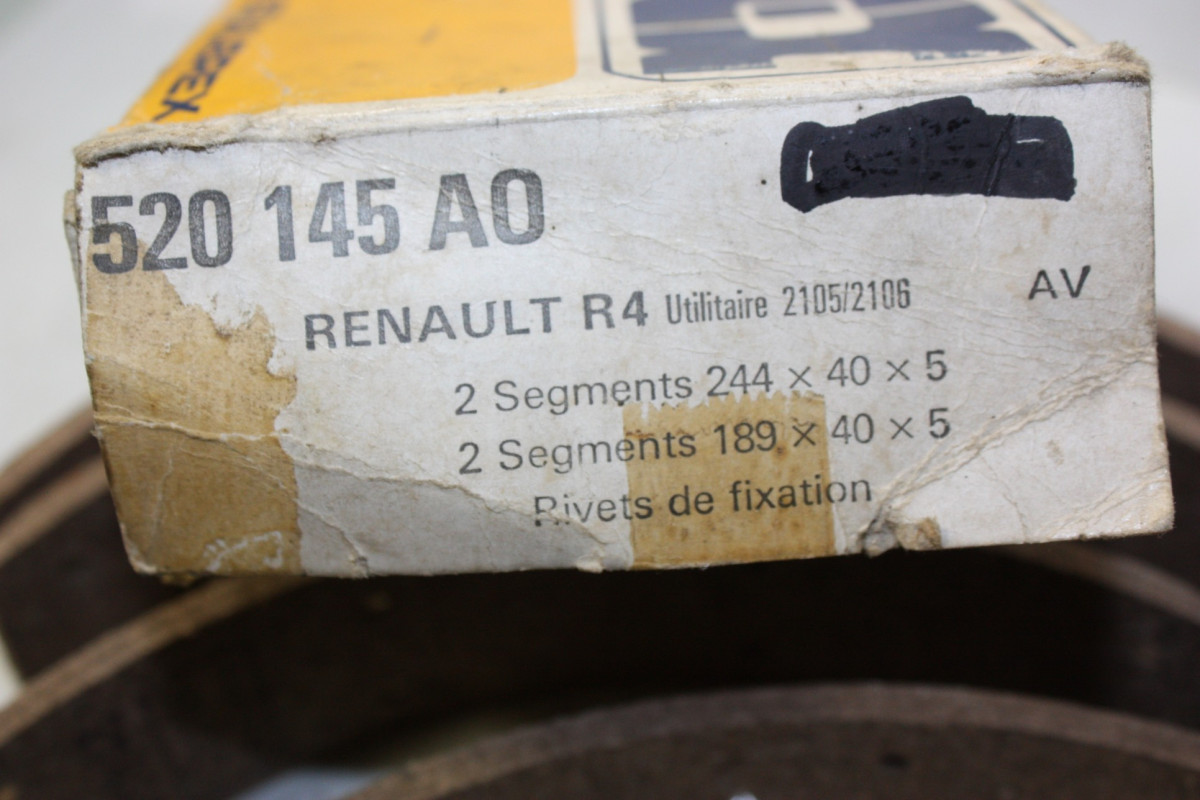 520 145 AO
RENAULT R4 Utilitaire 2105/2106 AV
2 Segments 244 × 40 × 5
2 Segments 189 × 40 × 5
Rivets de fixation